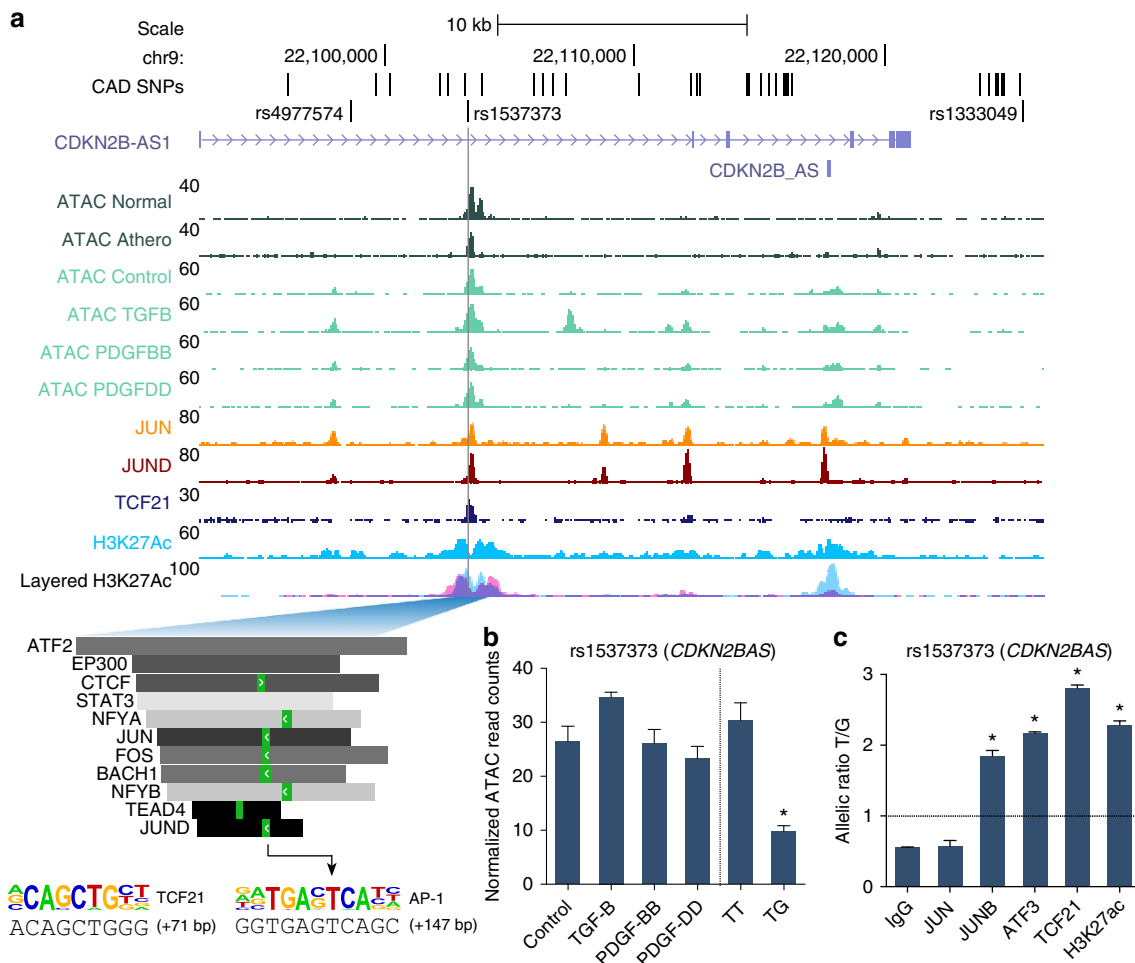 a
Scale
10 kb
chr9:
22,100,000
22,110,000
22,120,000
CAD SNPs
rs4977574
rs1537373
rs1333049
CDKN2B-AS1
CDKN2B_AS
ATAC Normal 40
ATAC Athero 40
ATAC Control 60
ATAC TGFB 60
ATAC PDGFBB 60
ATAC PDGFDD 60
JUN 80
JUND 80
TCF21 30
H3K27Ac 60
Layered H3K27Ac 100
ATF2
EP300
CTCF
STAT3
NFYA
JUN
FOS
BACH1
NFYB
TEAD4
JUND
CAGCTG TCF21
ACAGCTGGG (+71 bp)
TGAGTCA AP-1
GGTGAGTCAGC (+147 bp)
b
rs1537373 (CDKN2BAS)
Normalized ATAC read counts
40
30
20
10
0
*
Control
TGF-B
PDGF-BB
PDGF-DD
TT
TG
c
rs1537373 (CDKN2BAS)
Allelic ratio T/G
3
2
1
0
* * * *
IgG
JUN
JUNB
ATF3
TCF21
H3K27ac